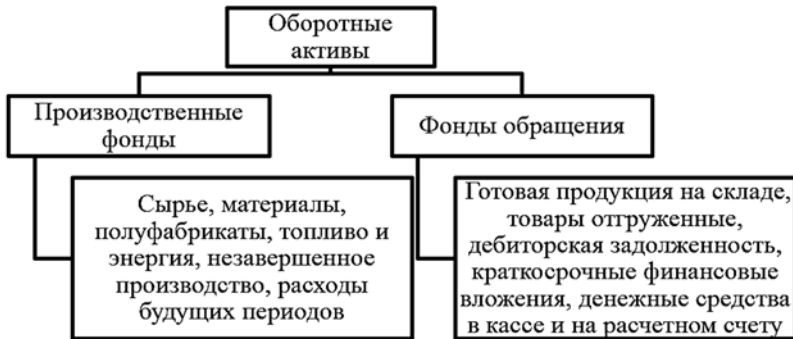 Оборотные
активы
Производственные
фонды
Фонды обращения
Сырье, материалы,
полуфабрикаты, топливо и
энергия, незавершенное
производство, расходы
будущих периодов
Готовая продукция на складе,
товары отгруженные,
дебиторская задолженность,
краткосрочные финансовые
вложения, денежные средства
в кассе и на расчетном счету